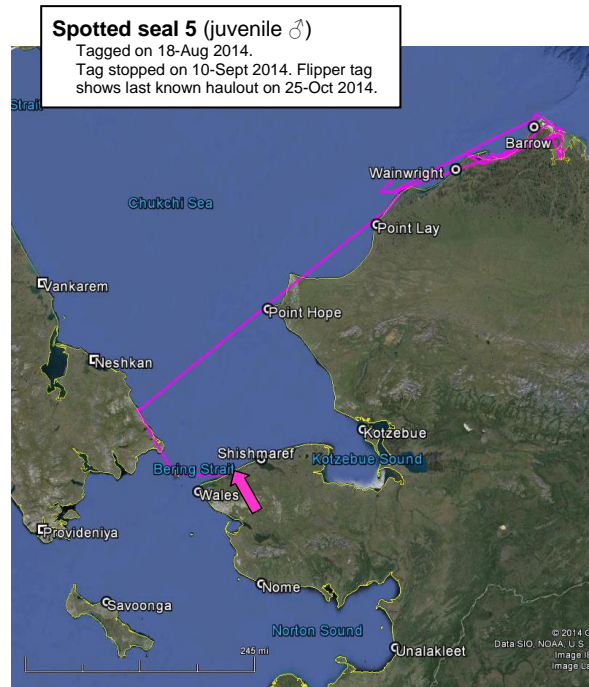 Spotted seal 5 (juvenile ♂)
Tagged on 18-Aug 2014.
Tag stopped on 10-Sept 2014. Flipper tag
shows last known haulout on 25-Oct 2014.
Strait
Barrow
Wainwright
Chukchi Sea
Point Lay
Vankarem
Point Hope
Neshkan
Kotzebue
Shishmaref
Kotzebue Sound
Bering Strait
Wales
Provideniya
Nome
Savoonga
Norton Sound
245 mi
Unalakleet
© 2014
Data SIO, NOAA, U.S
Image
Image